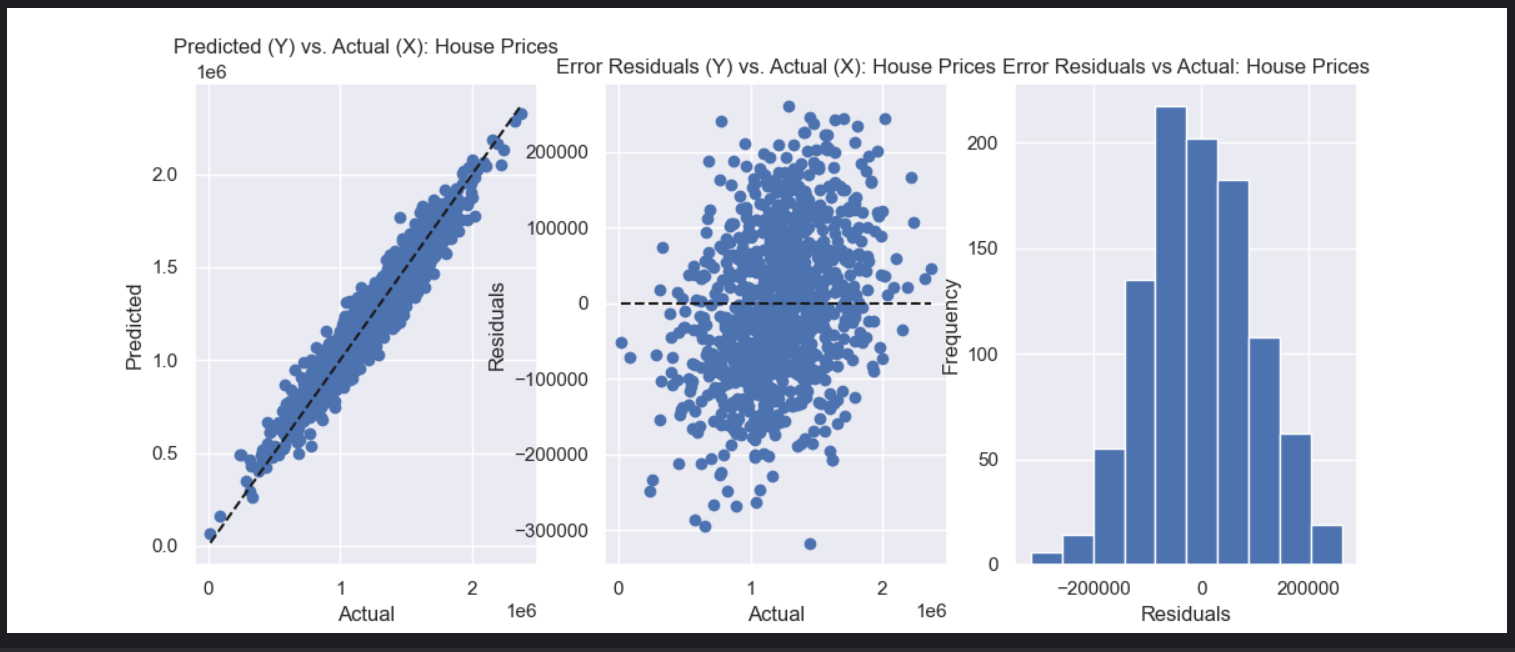 Predicted (Y) vs. Actual (X): House Prices
1e6
2.0
1.5
1.0
0.5
0.0
Predicted
0 1 2
Actual
1e6
Error Residuals (Y) vs. Actual (X): House Prices
200000
100000
0
−100000
−200000
−300000
Residuals
0 1 2
Actual
1e6
Error Residuals vs Actual: House Prices
200
150
100
50
0
Frequency
−200000 0 200000
Residuals